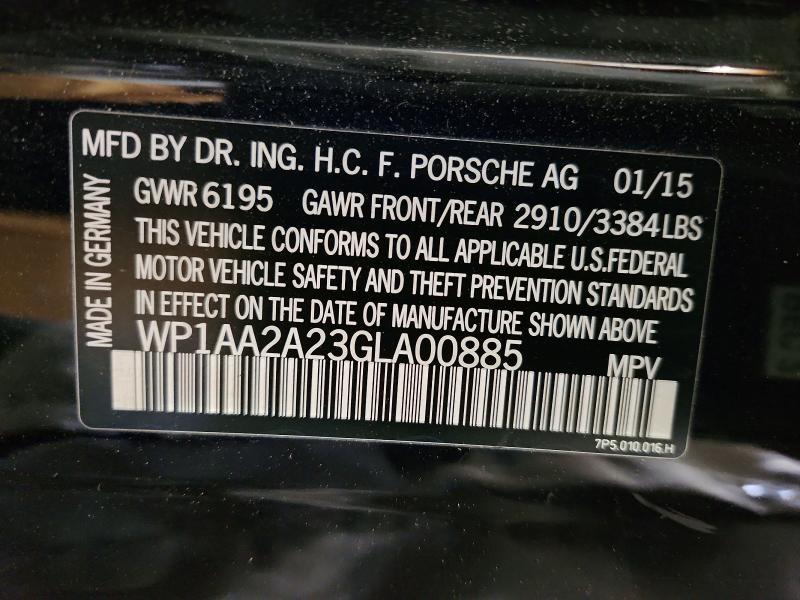 MFD BY DR. ING. H.C. F. PORSCHE AG 01/15
GVWR 6195 GAWR FRONT/REAR 2910/3384LBS
THIS VEHICLE CONFORMS TO ALL APPLICABLE U.S.FEDERAL
MOTOR VEHICLE SAFETY AND THEFT PREVENTION STANDARDS
IN EFFECT ON THE DATE OF MANUFACTURE SHOWN ABOVE
WP1AA2A23GLA00885 MPV
7P5.010.016.H
MADE IN GERMANY